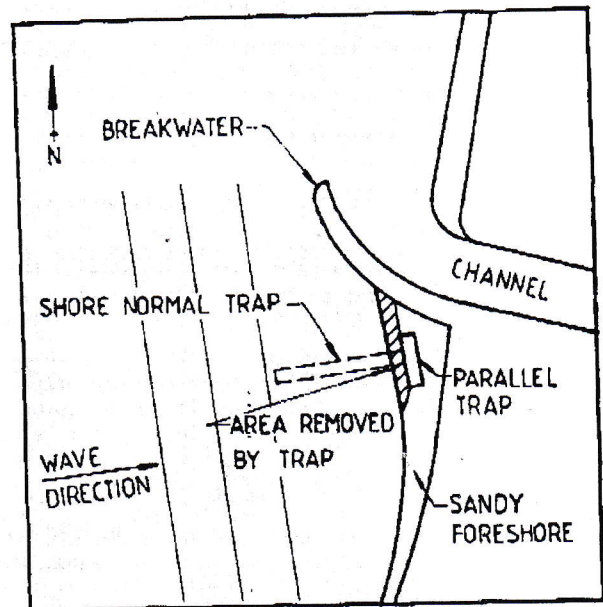 BREAKWATER
N
CHANNEL
SHORE NORMAL TRAP
PARALLEL
TRAP
AREA REMOVED
BY TRAP
WAVE
DIRECTION
SANDY
FORESHORE